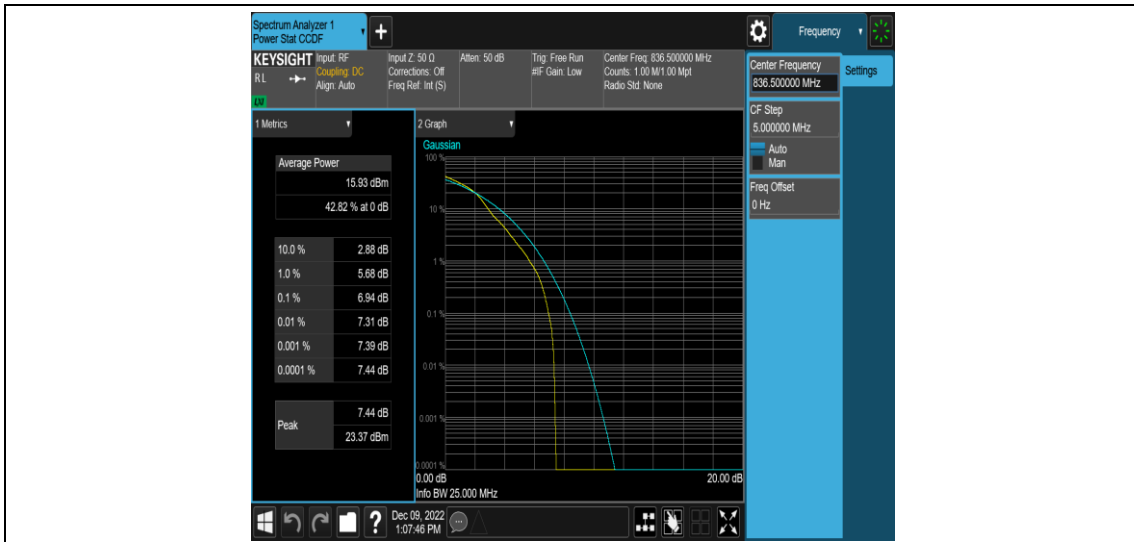 Spectrum Analyzer 1
Power Stat CCDF
Frequency
KEYSIGHT
RL
LXI
Input: RF
Coupling: DC
Align: Auto
Input Z: 50 Ω
Corrections: Off
Freq Ref: Int (S)
Atten: 50 dB
Trig: Free Run
#IF Gain: Low
Center Freq: 836.500000 MHz
Counts: 1.00 M/1.00 Mpt
Radio Std: None
Center Frequency
836.500000 MHz
Settings
CF Step
5.000000 MHz
Auto
Man
Freq Offset
0 Hz
1 Metrics
Average Power
15.93 dBm
42.82 % at 0 dB
10.0 % 2.88 dB
1.0 % 5.68 dB
0.1 % 6.94 dB
0.01 % 7.31 dB
0.001 % 7.39 dB
0.0001 % 7.44 dB
Peak 7.44 dB
23.37 dBm
2 Graph
Gaussian
100 %
10 %
1 %
0.1 %
0.01 %
0.001 %
0.0001 %
0.00 dB 20.00 dB
Info BW 25.000 MHz
?
Dec 09, 2022
1:07:46 PM